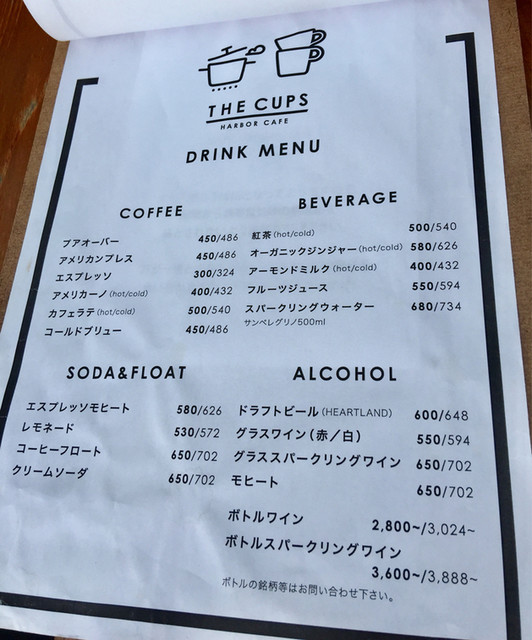 THE CUPS
HARBOR CAFE
DRINK MENU
COFFEE
プアオーバー 450/486
アメリカンプレス 450/486
エスプレッソ 300/324
アメリカーノ(hot/cold) 400/432
カフェラテ(hot/cold) 500/540
コールドブリュー 450/486
BEVERAGE
紅茶(hot/cold) 500/540
オーガニックジンジャー(hot/cold) 580/626
アーモンドミルク(hot/cold) 400/432
フルーツジュース 550/594
スパークリングウォーター 680/734
サンペレグリノ500ml
SODA&FLOAT
エスプレッソモヒート 580/626
レモネード 530/572
コーヒーフロート 650/702
クリームソーダ 650/702
ALCOHOL
ドラフトビール(HEARTLAND) 600/648
グラスワイン(赤/白) 550/594
グラススパークリングワイン 650/702
モヒート 650/702
ボトルワイン 2,800~/3,024~
ボトルスパークリングワイン
3,600~/3,888~
ボトルの銘柄等はお問い合わせ下さい。